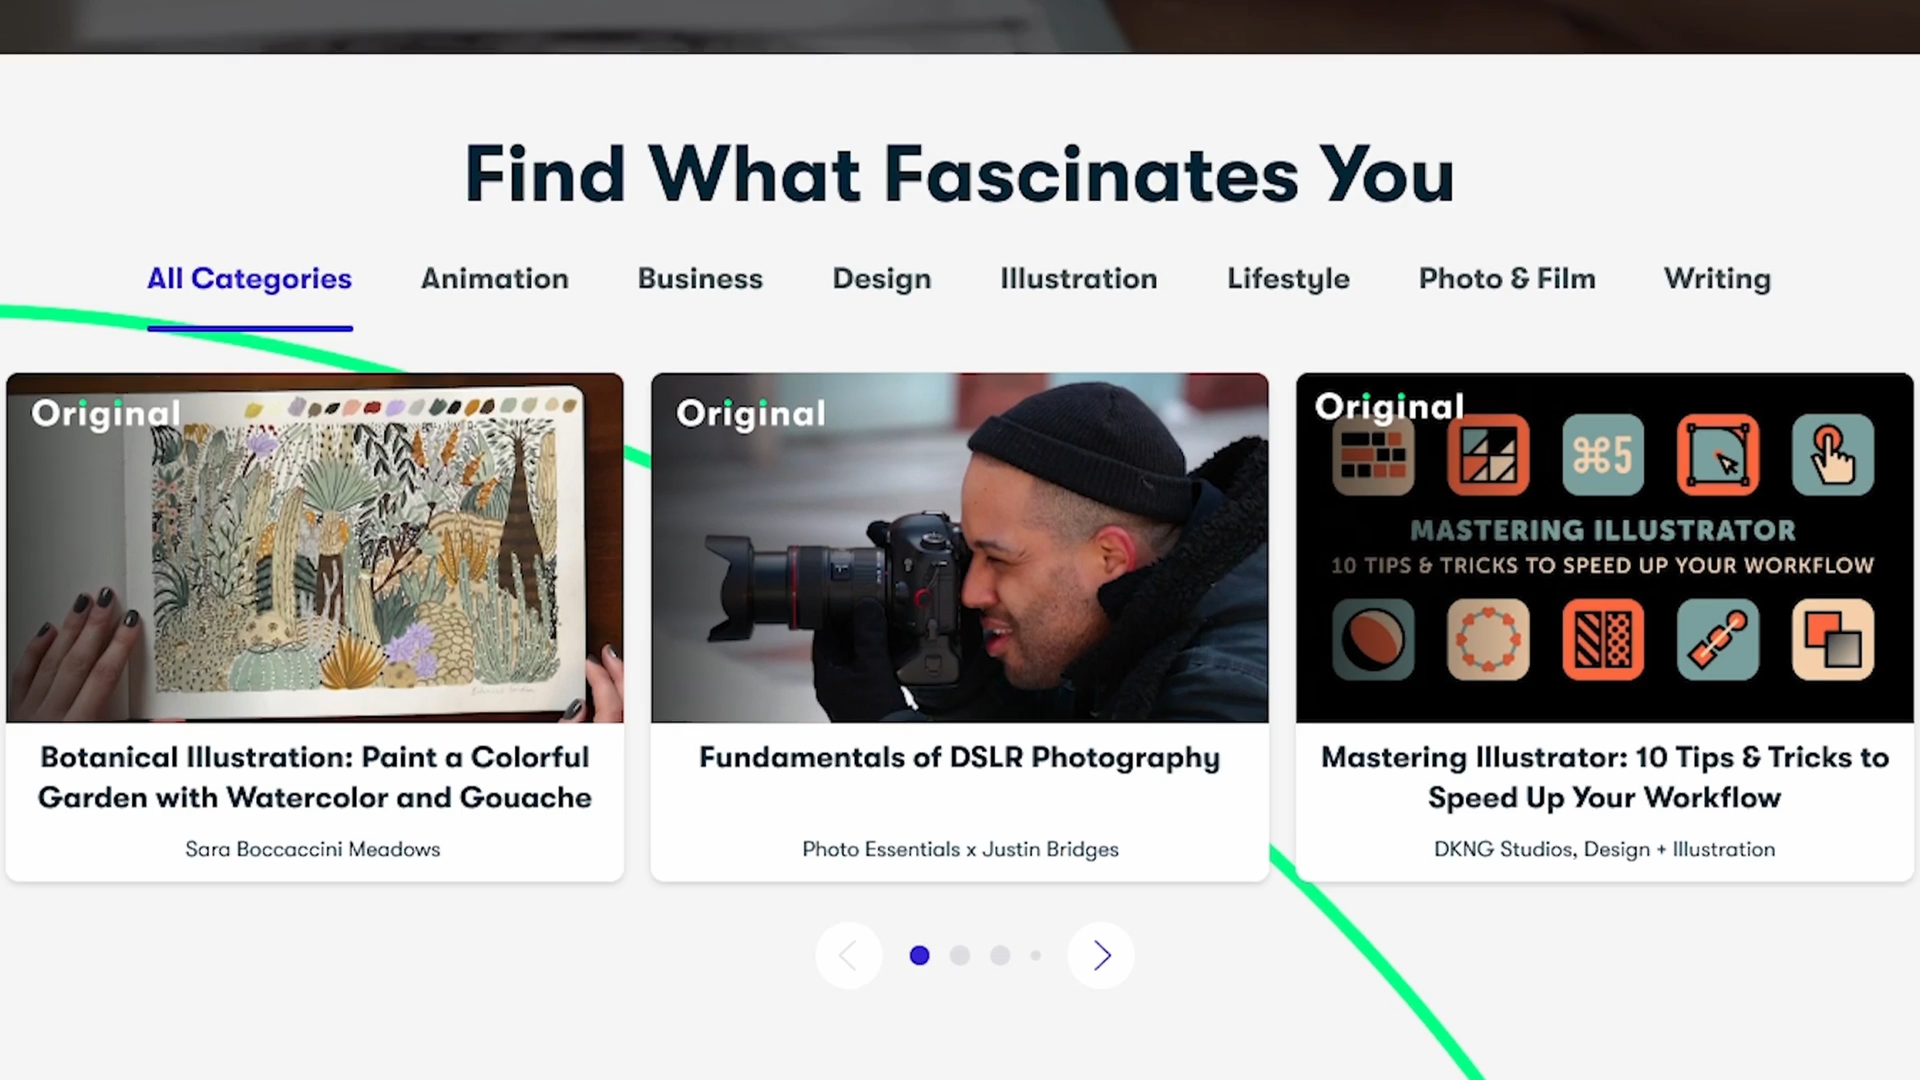 Find What Fascinates You
All Categories Animation Business Design Illustration Lifestyle Photo & Film Writing
Original
Original
Original
⌘5
MASTERING ILLUSTRATOR
10 TIPS & TRICKS TO SPEED UP YOUR WORKFLOW
Botanical Illustration: Paint a Colorful
Garden with Watercolor and Gouache
Sara Boccaccini Meadows
Fundamentals of DSLR Photography
Photo Essentials x Justin Bridges
Mastering Illustrator: 10 Tips & Tricks to
Speed Up Your Workflow
DKNG Studios, Design + Illustration